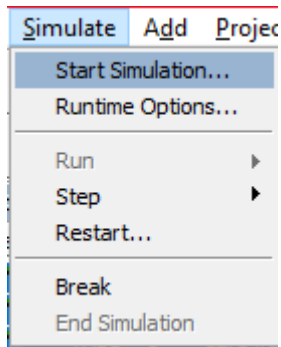 Simulate Add Projec
Start Simulation...
Runtime Options...
Run
Step
Restart...
Break
End Simulation